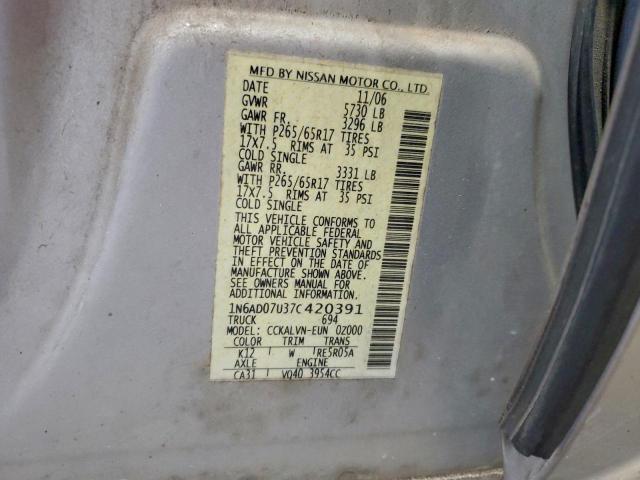 MFD BY NISSAN MOTOR CO., LTD.
DATE 11/06
GVWR 5730 LB
GAWR FR. 3296 LB
WITH P265/65R17 TIRES
17X7.5 RIMS AT 35 PSI
COLD SINGLE
GAWR RR. 3331 LB
WITH P265/65R17 TIRES
17X7.5 RIMS AT 35 PSI
COLD SINGLE
THIS VEHICLE CONFORMS TO
ALL APPLICABLE FEDERAL
MOTOR VEHICLE SAFETY AND
THEFT PREVENTION STANDARDS
IN EFFECT ON THE DATE OF
MANUFACTURE SHOWN ABOVE.
SEE OWNERS MANUAL FOR
ALL ADDITIONAL INFO
1N6AD07U37C420391
TRUCK 694
MODEL: CCKALVN-EUN 02000
COLOR TRIM TRANS
K12 W RE5R05A
AXLE ENGINE
CA31 VQ40 3954CC